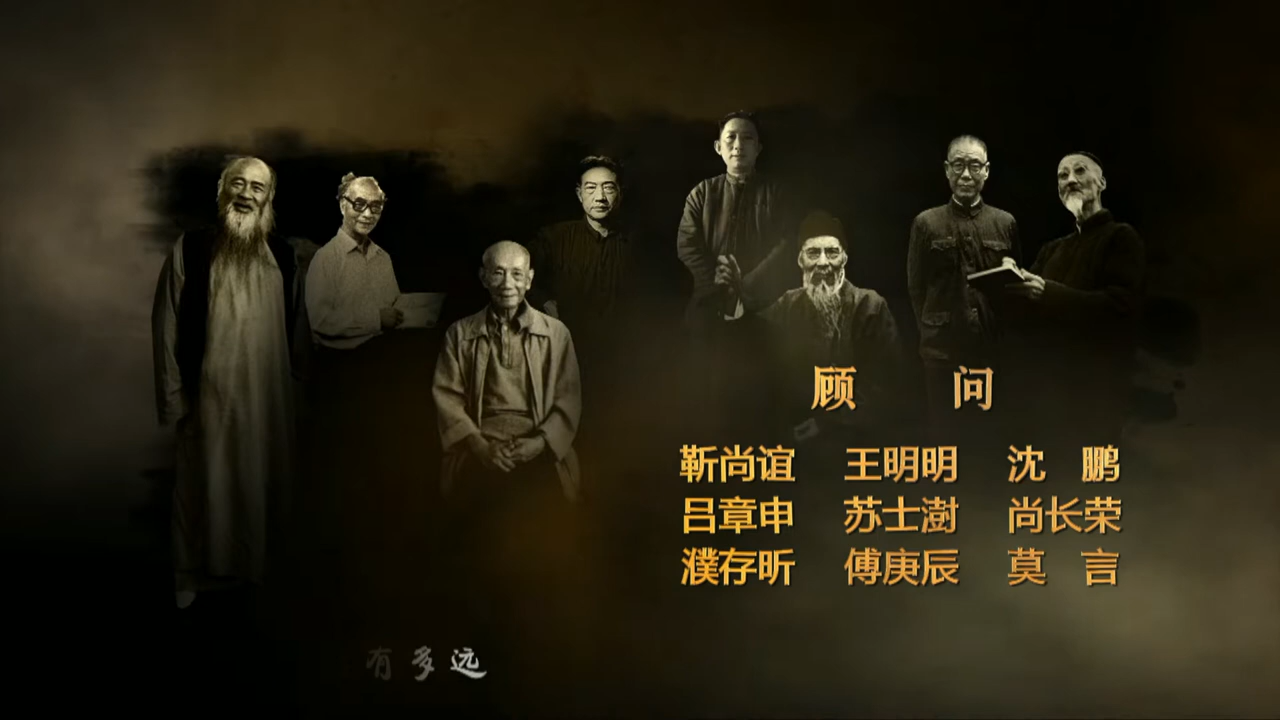 顾 问
靳尚谊 王明明 沈 鹏
吕章申 苏士澍 尚长荣
濮存昕 傅庚辰 莫 言
有多远